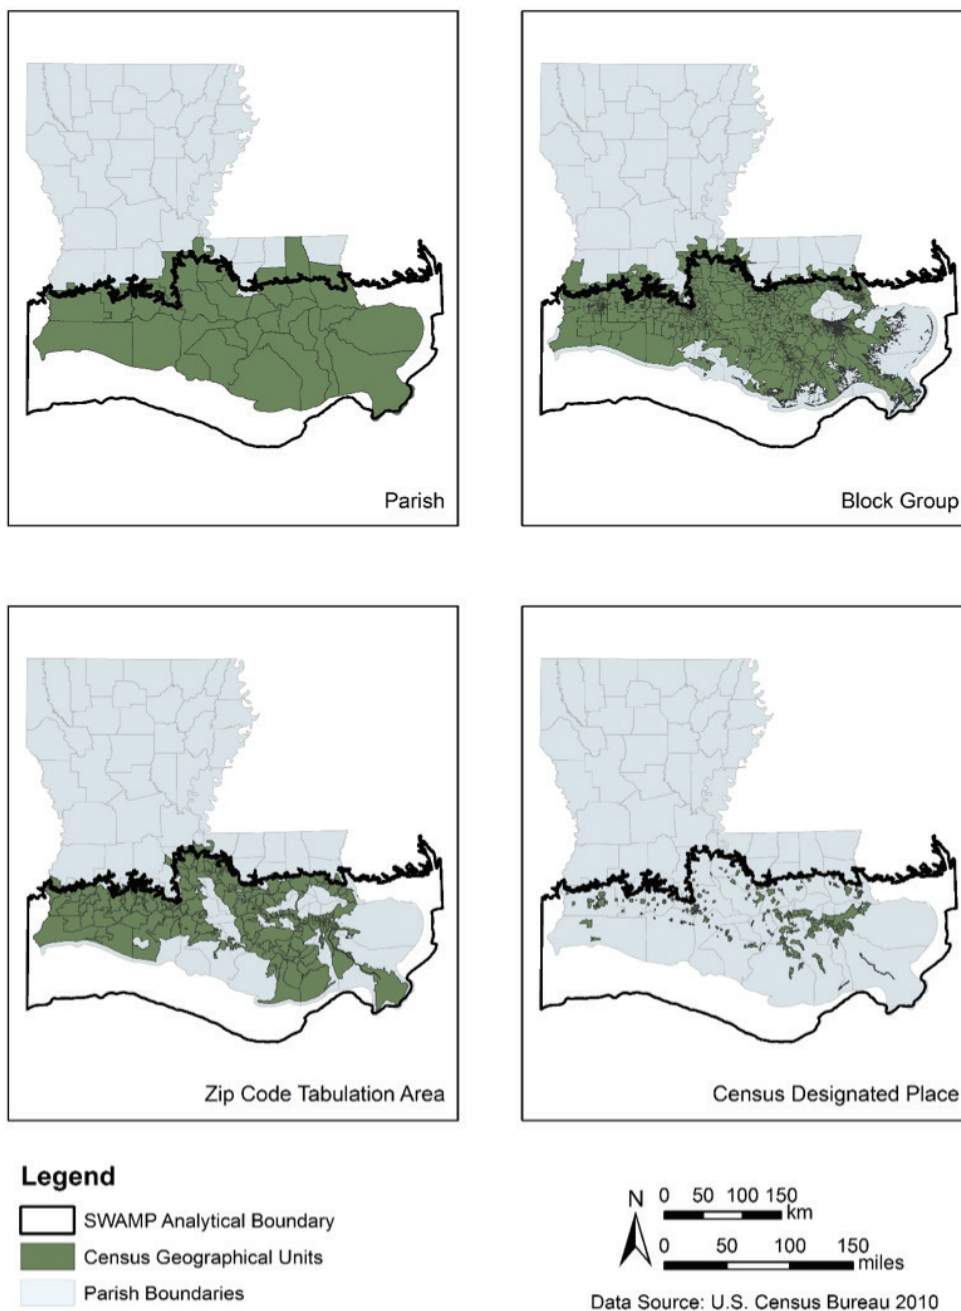 Parish
Block Group
Zip Code Tabulation Area
Census Designated Place
Legend
SWAMP Analytical Boundary
Census Geographical Units
Parish Boundaries
N
0 50 100 150
km
0 50 100 150
miles
Data Source: U.S. Census Bureau 2010